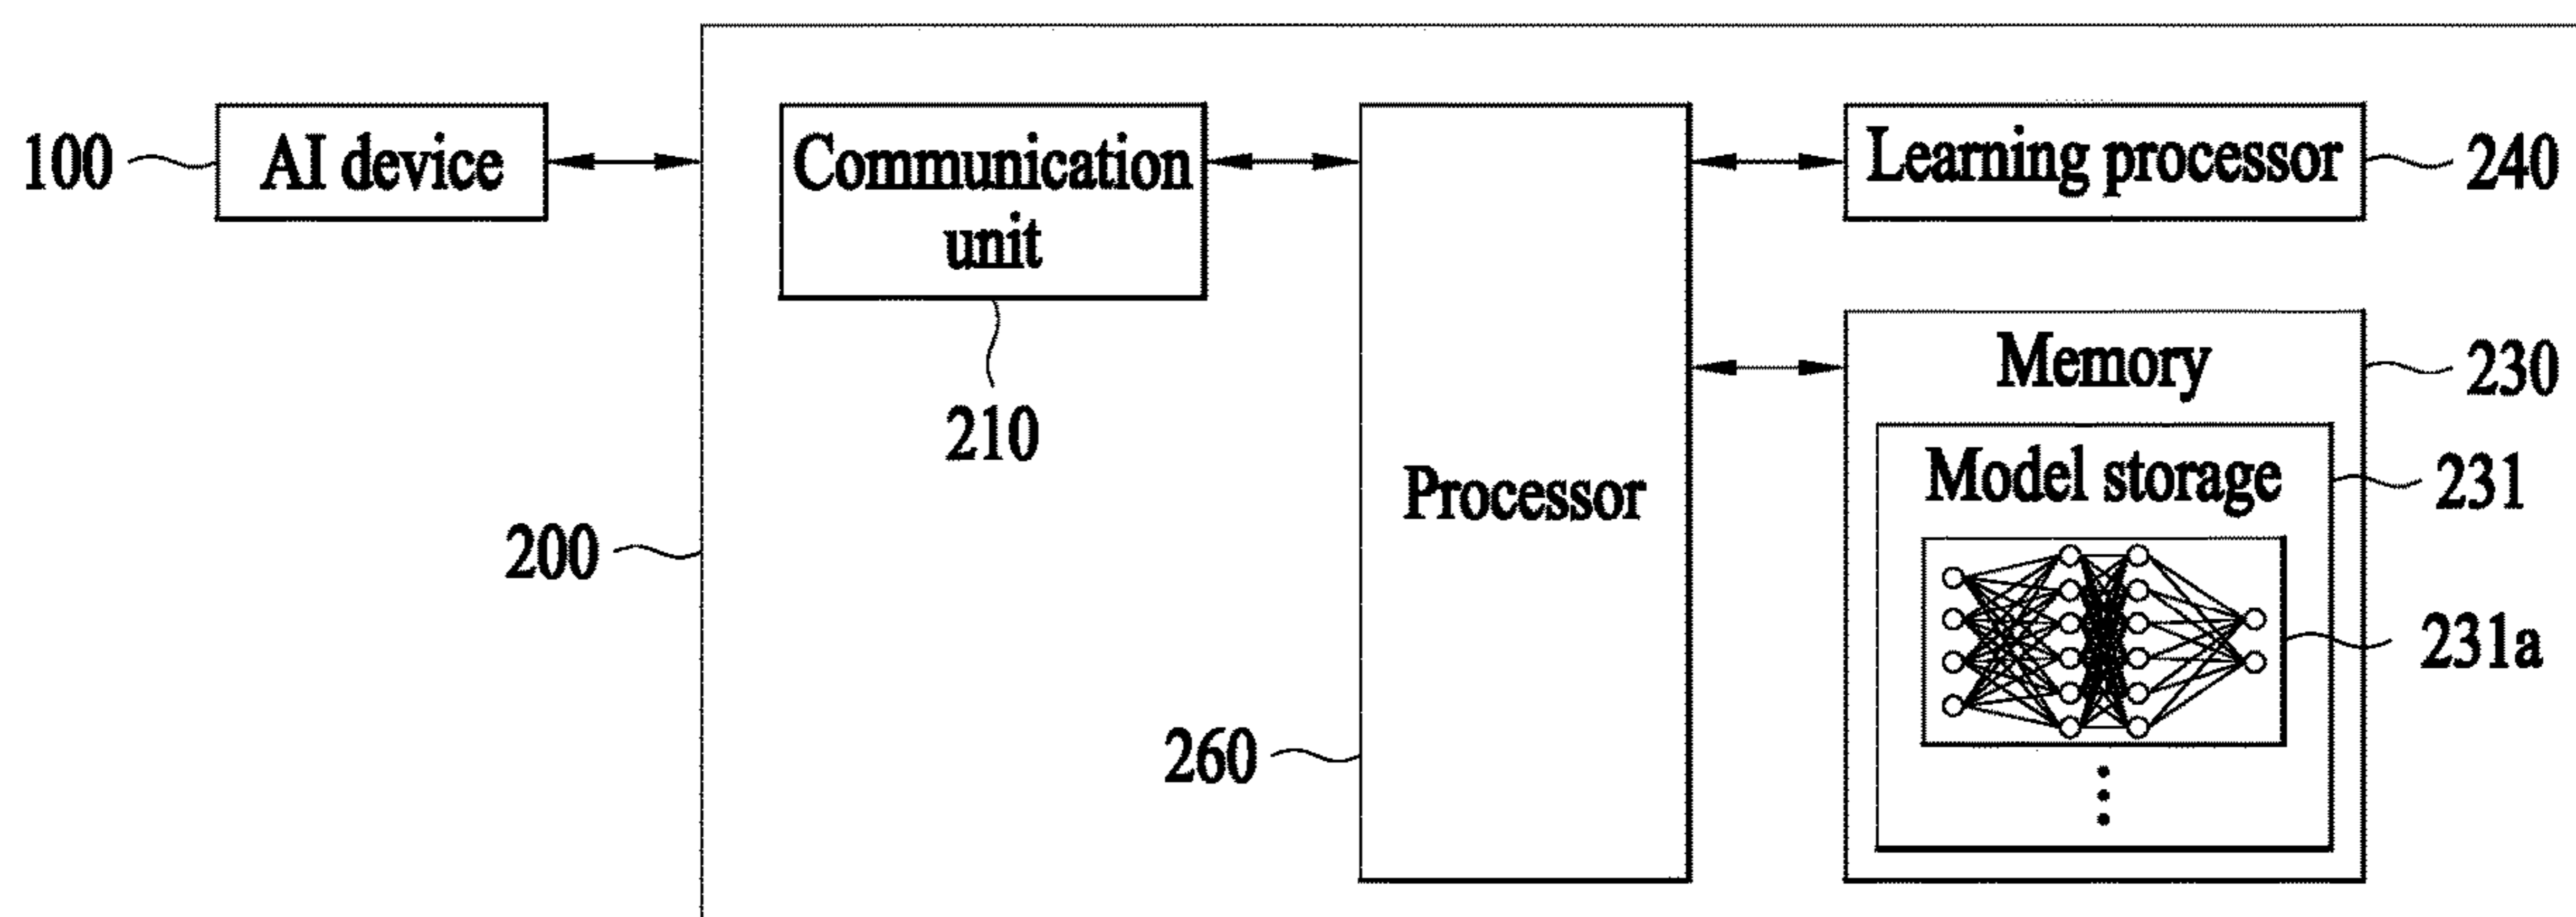 100
AI device
Communication
unit
210
200
Processor
260
Learning processor
240
Memory
230
Model storage
231
231a